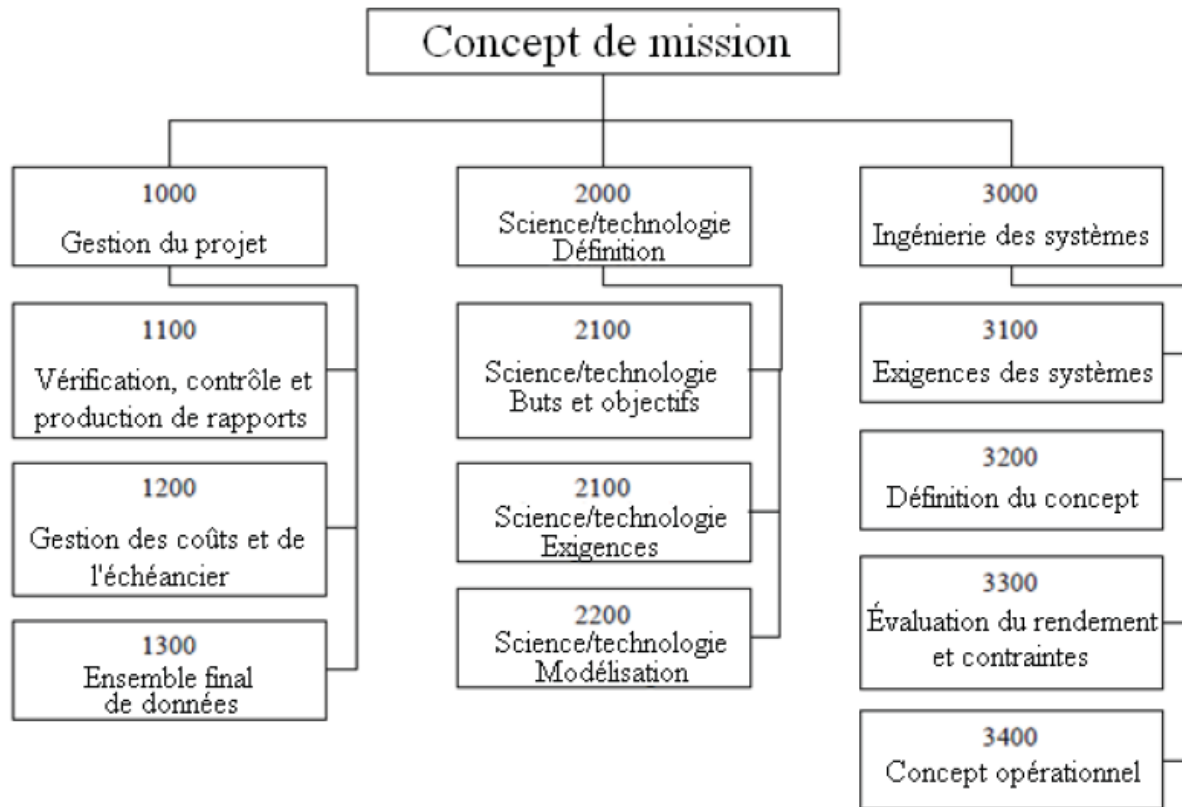 Concept de mission
1000
Gestion du projet
1100
Vérification, contrôle et
production de rapports
1200
Gestion des coûts et de
l'échéancier
1300
Ensemble final
de données
2000
Science/technologie
Définition
2100
Science/technologie
Buts et objectifs
2100
Science/technologie
Exigences
2200
Science/technologie
Modélisation
3000
Ingénierie des systèmes
3100
Exigences des systèmes
3200
Définition du concept
3300
Évaluation du rendement
et contraintes
3400
Concept opérationnel